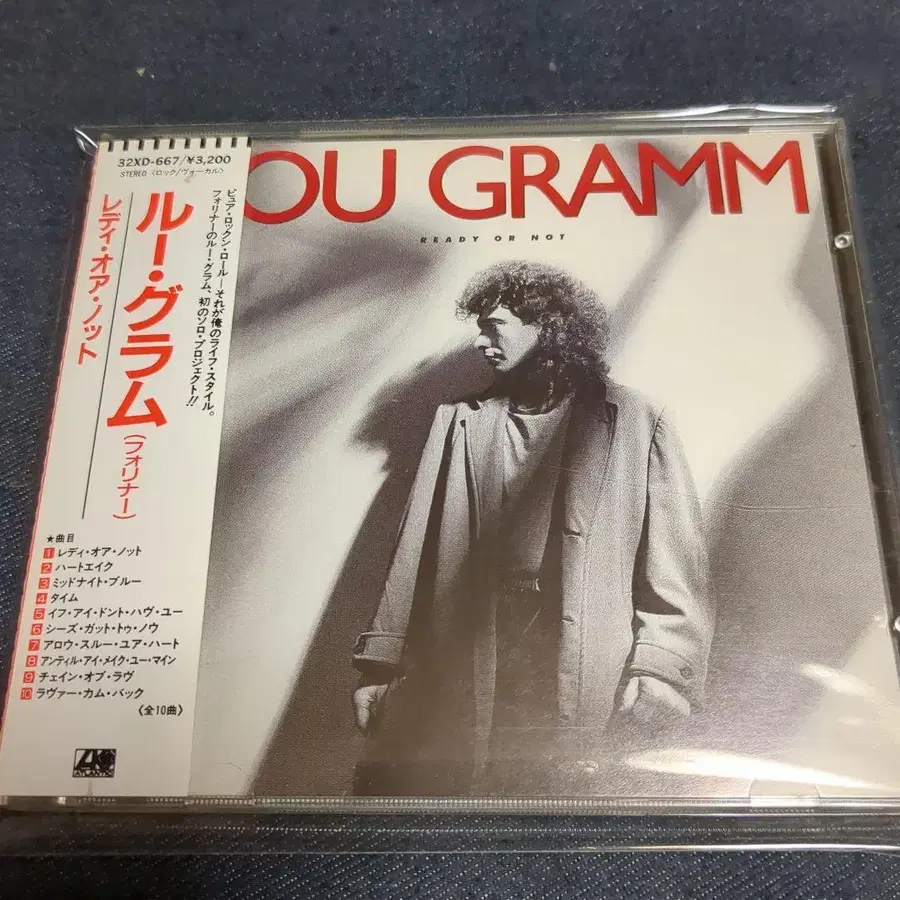 32XD-667/¥3,200
STEREO〈ロック/ヴォーカル〉
ルー・グラム(フォリナー)
レディ・オア・ノット
ピュア・ロックン・ロール—それが俺のライフ・スタイル。
フォリナーのルー・グラム、初のソロ・プロジェクト!!
★曲目
1 レディ・オア・ノット
2 ハートエイク
3 ミッドナイト・ブルー
4 タイム
5 イフ・アイ・ドント・ハヴ・ユー
6 シーズ・ガット・トゥ・ノウ
7 アロウ・スルー・ユア・ハート
8 アンティル・アイ・メイク・ユー・マイン
9 チェイン・オブ・ラヴ
10 ラヴァー・カム・バック
〈全10曲〉
ATLANTIC
OU GRAMM
READY OR NOT